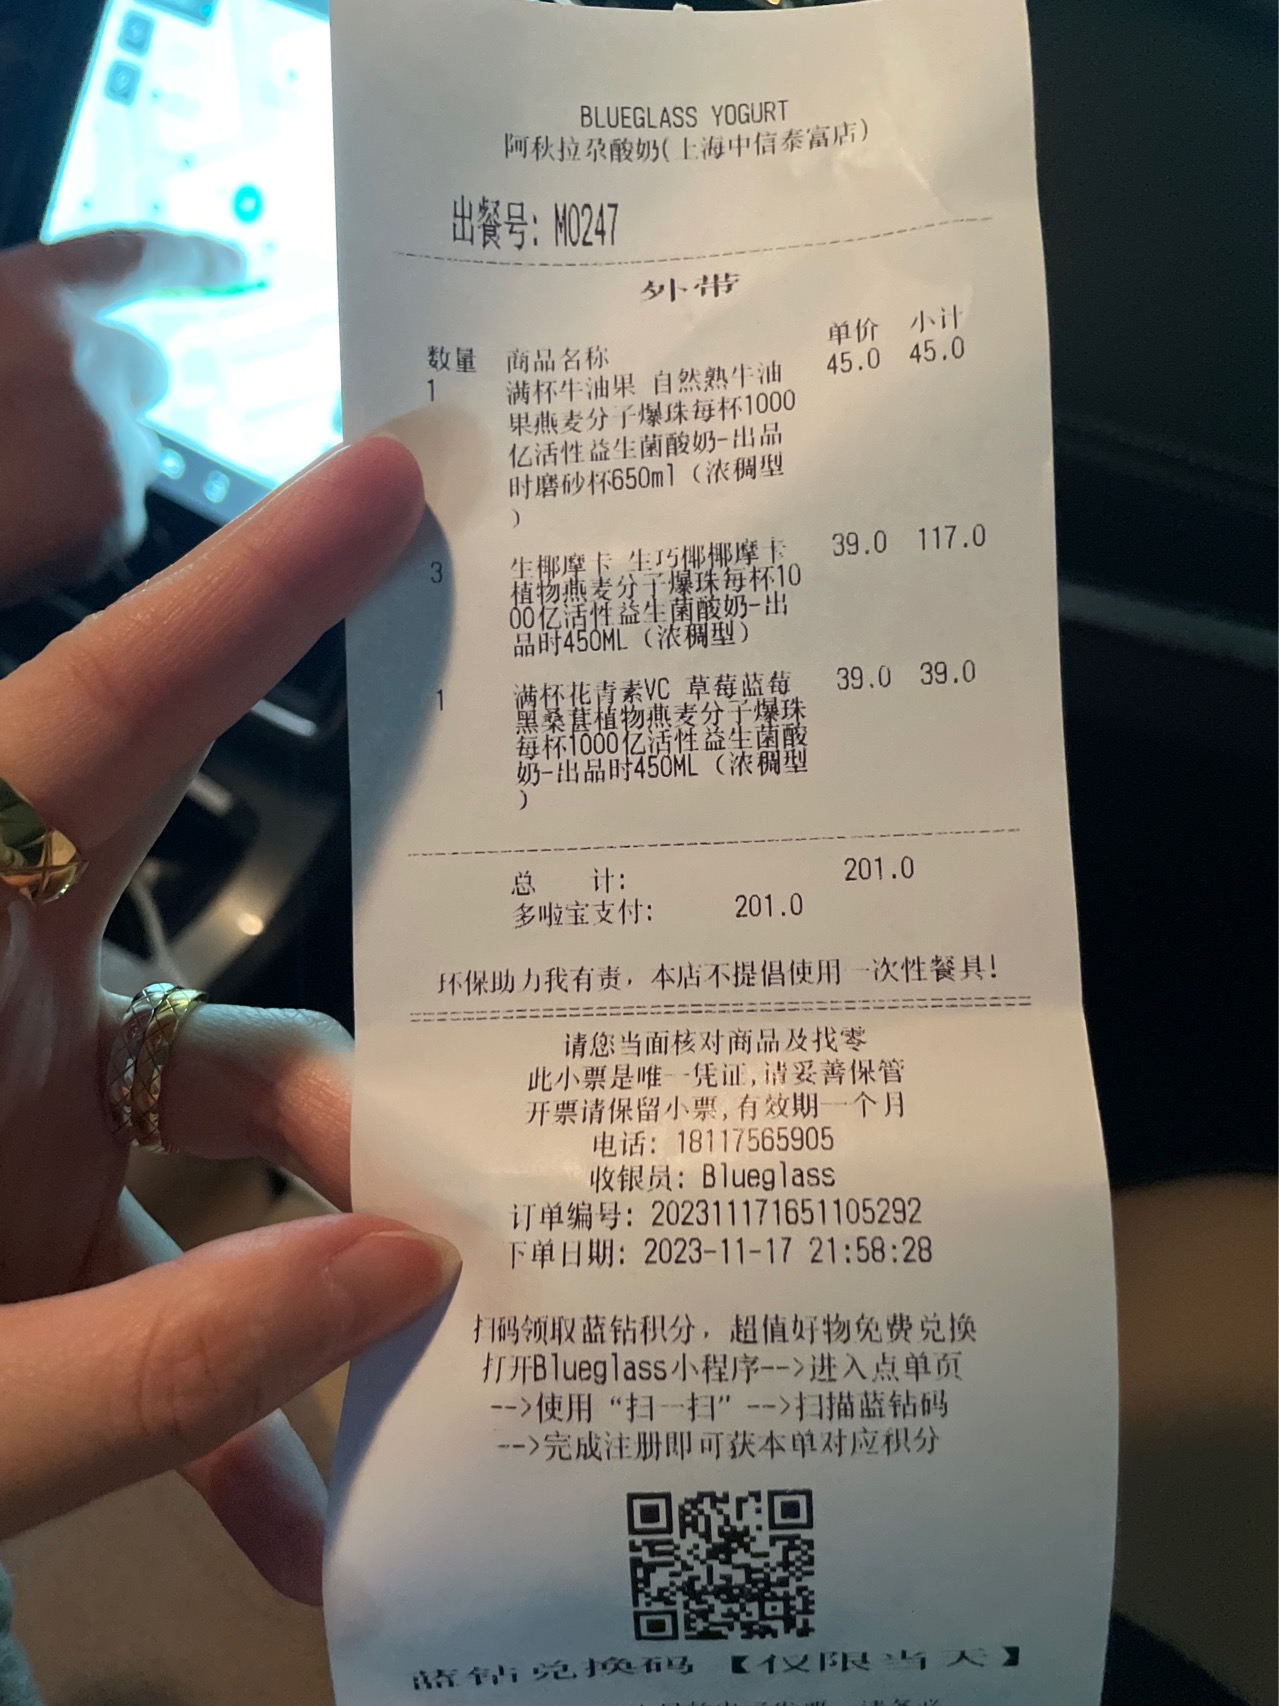 BLUEGLASS YOGURT
阿秋拉尕酸奶(上海中信泰富店)
出餐号: M0247
外带
数量 商品名称 单价 小计
1 满杯牛油果 自然熟牛油 45.0 45.0
果燕麦分子爆珠每杯1000
亿活性益生菌酸奶-出品
时磨砂杯650ml（浓稠型
）
3 生椰摩卡 生巧椰椰摩卡 39.0 117.0
植物燕麦分子爆珠每杯10
00亿活性益生菌酸奶-出
品时450ML（浓稠型）
1 满杯花青素VC 草莓蓝莓 39.0 39.0
黑桑葚植物燕麦分子爆珠
每杯1000亿活性益生菌酸
奶-出品时450ML（浓稠型
）
总 计: 201.0
多啦宝支付: 201.0
环保助力我有责，本店不提倡使用一次性餐具!
请您当面核对商品及找零
此小票是唯一凭证,请妥善保管
开票请保留小票,有效期一个月
电话: 18117565905
收银员: Blueglass
订单编号: 202311171651105292
下单日期: 2023-11-17 21:58:28
扫码领取蓝钻积分，超值好物免费兑换
打开Blueglass小程序-->进入点单页
-->使用“扫一扫”-->扫描蓝钻码
-->完成注册即可获本单对应积分
蓝钻兑换码【仅限当天】